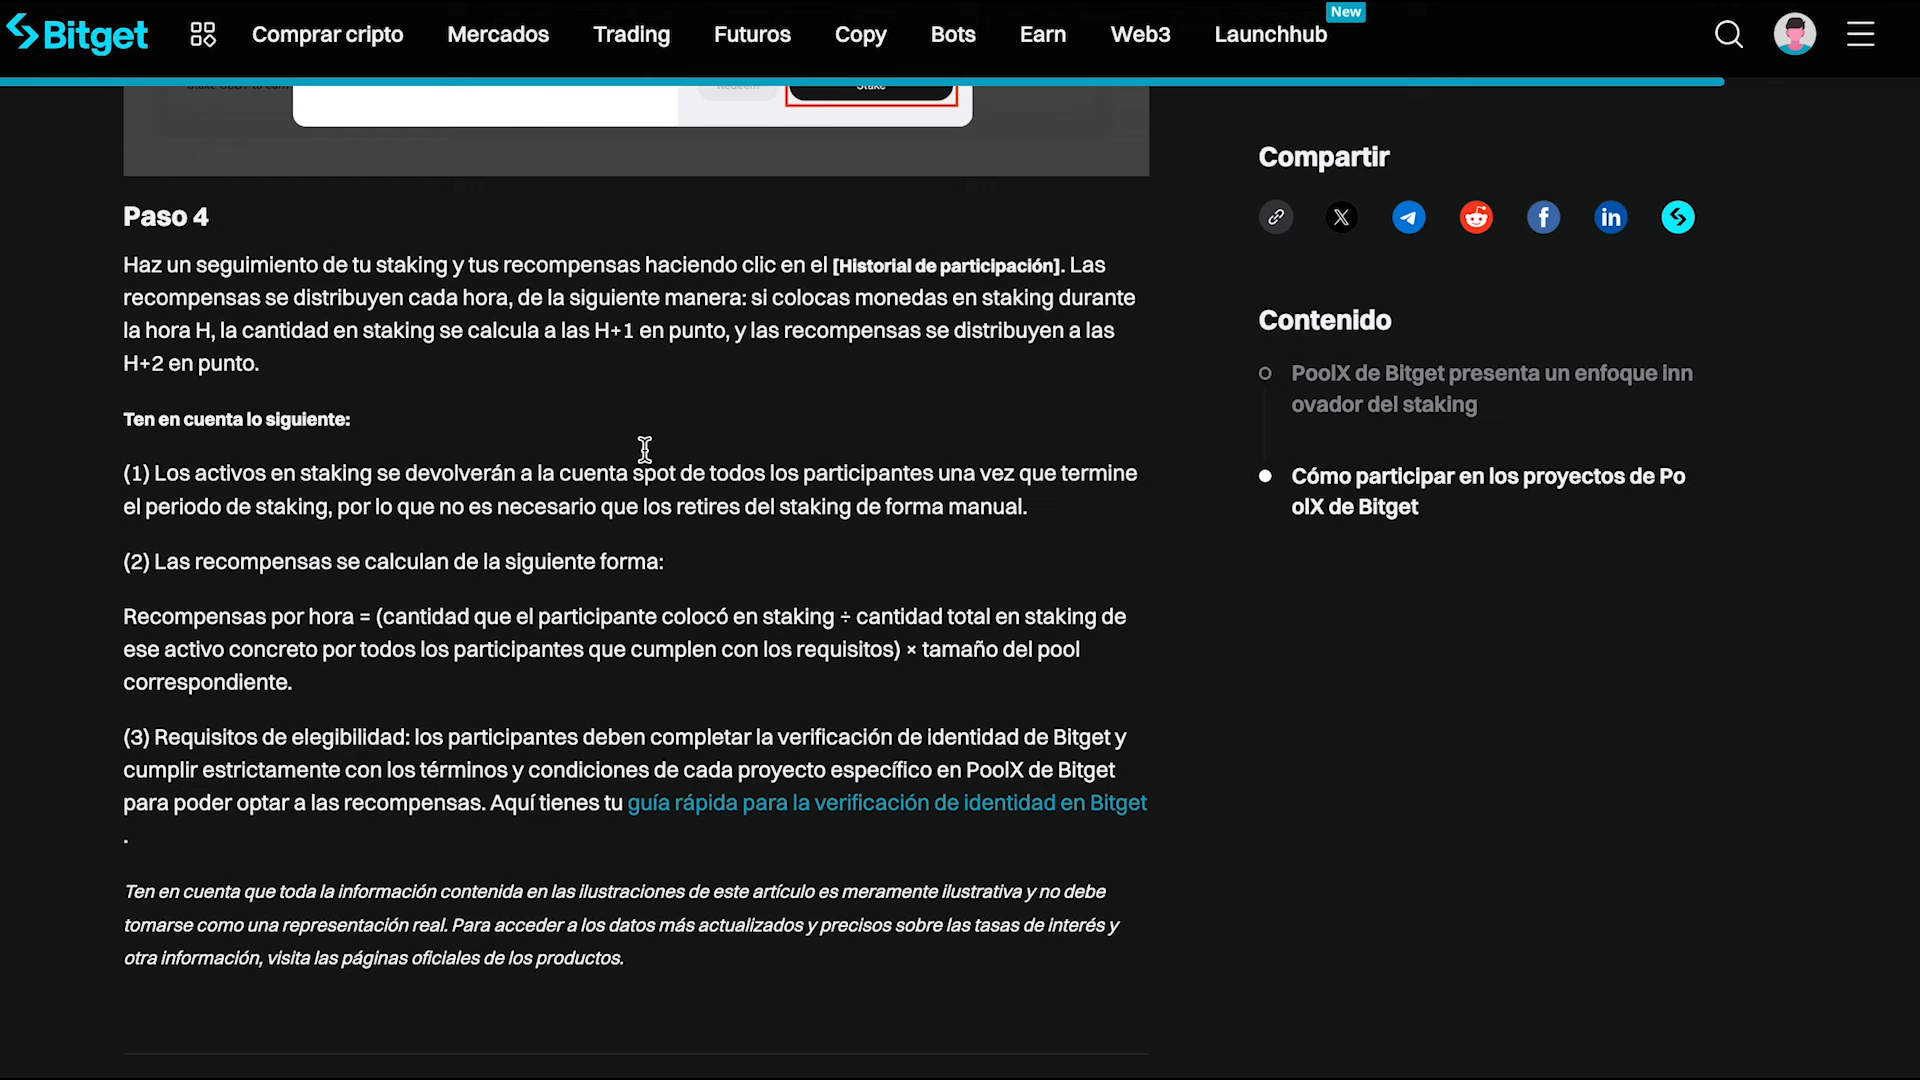 Bitget
Comprar cripto
Mercados
Trading
Futuros
Copy
Bots
Earn
Web3
Launchhub
New
Stake
Redeem
Paso 4
Haz un seguimiento de tu staking y tus recompensas haciendo clic en el [Historial de participación]. Las
recompensas se distribuyen cada hora, de la siguiente manera: si colocas monedas en staking durante
la hora H, la cantidad en staking se calcula a las H+1 en punto, y las recompensas se distribuyen a las
H+2 en punto.
Ten en cuenta lo siguiente:
(1) Los activos en staking se devolverán a la cuenta spot de todos los participantes una vez que termine
el periodo de staking, por lo que no es necesario que los retires del staking de forma manual.
(2) Las recompensas se calculan de la siguiente forma:
Recompensas por hora = (cantidad que el participante colocó en staking ÷ cantidad total en staking de
ese activo concreto por todos los participantes que cumplen con los requisitos) × tamaño del pool
correspondiente.
(3) Requisitos de elegibilidad: los participantes deben completar la verificación de identidad de Bitget y
cumplir estrictamente con los términos y condiciones de cada proyecto específico en PoolX de Bitget
para poder optar a las recompensas. Aquí tienes tu guía rápida para la verificación de identidad en Bitget
.
Ten en cuenta que toda la información contenida en las ilustraciones de este artículo es meramente ilustrativa y no debe
tomarse como una representación real. Para acceder a los datos más actualizados y precisos sobre las tasas de interés y
otra información, visita las páginas oficiales de los productos.
Compartir
Contenido
PoolX de Bitget presenta un enfoque inn
ovador del staking
Cómo participar en los proyectos de Po
olX de Bitget